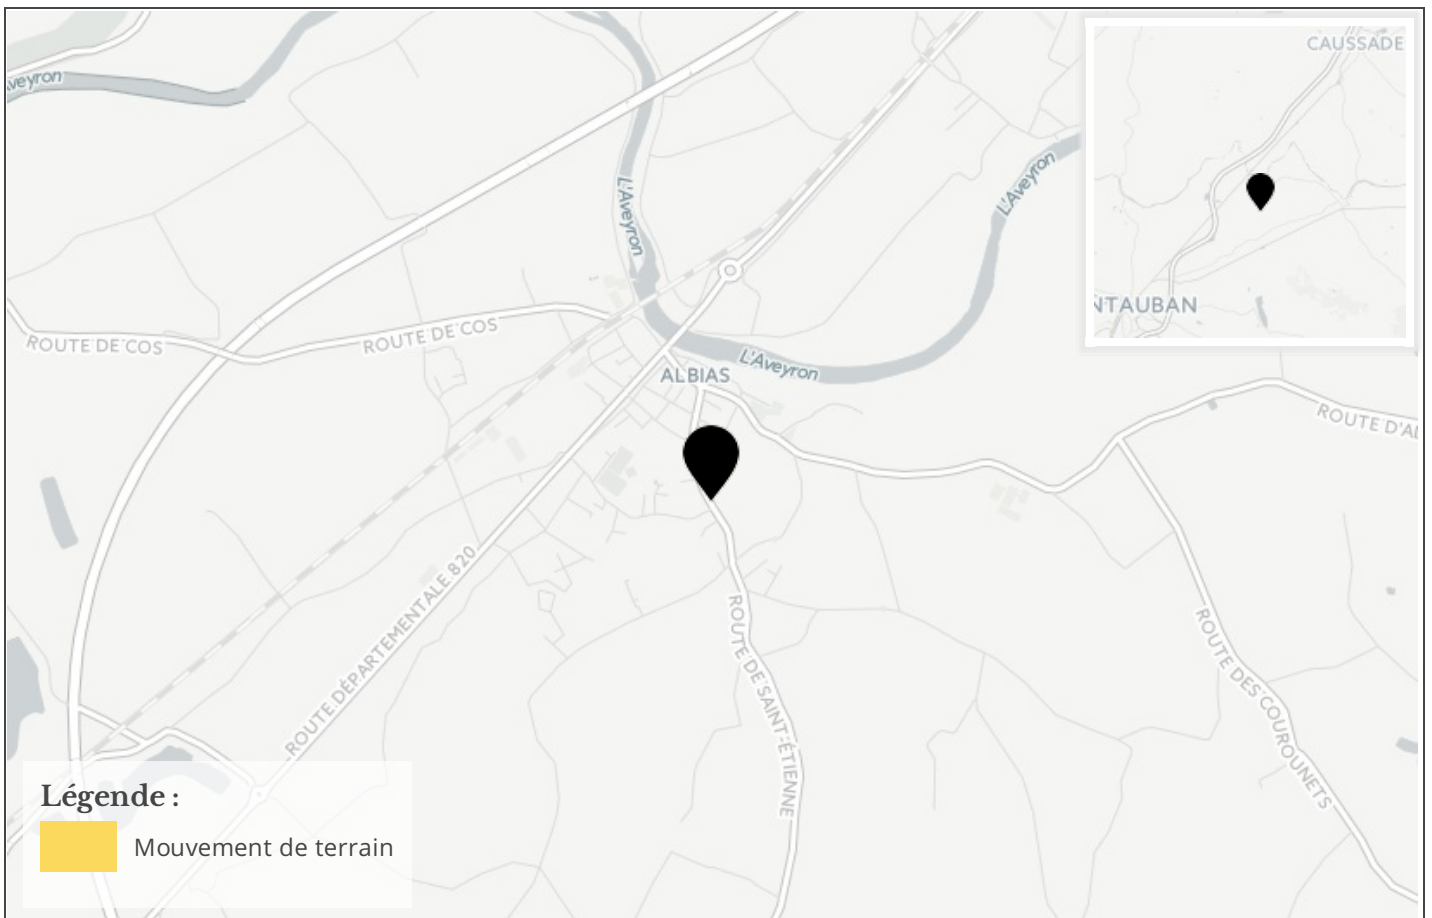 CAUSSADE
NTAUBAN
veyron
L'Aveyron
L'Aveyron
L'Aveyron
ROUTE DE COS
ROUTE DE COS
ALBIAS
ROUTE D'AL
ROUTE DÉPARTEMENTALE 820
ROUTE DE SAINT-ÉTIENNE
ROUTE DES COUROUNETS
Légende :
Mouvement de terrain